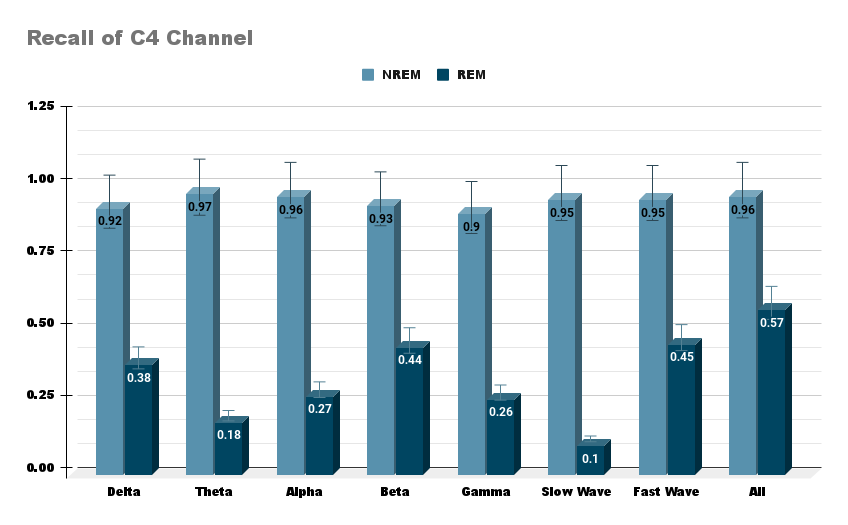 Recall of C4 Channel
NREM REM
1.25
1.00
0.75
0.50
0.25
0.00
0.92 0.38 0.97 0.18 0.96 0.27 0.93 0.44 0.9 0.26 0.95 0.1 0.95 0.45 0.96 0.57
Delta Theta Alpha Beta Gamma Slow Wave Fast Wave All